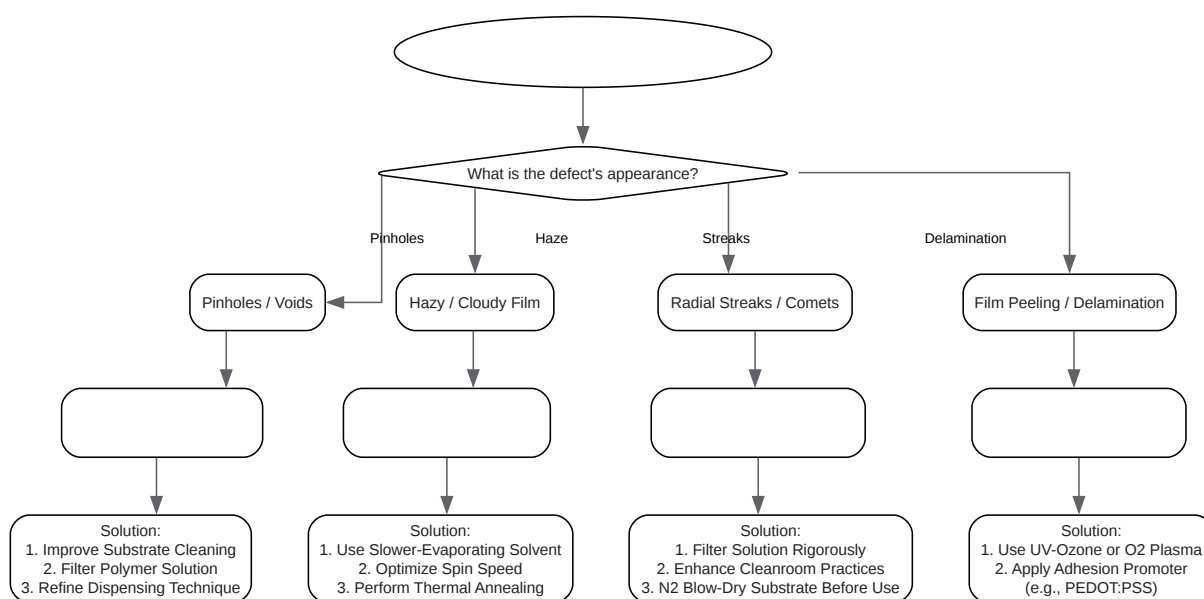 What is the defect's appearance?
Pinholes
Haze
Streaks
Delamination
Pinholes / Voids
Hazy / Cloudy Film
Radial Streaks / Comets
Film Peeling / Delamination
Solution:
1. Improve Substrate Cleaning
2. Filter Polymer Solution
3. Refine Dispensing Technique
Solution:
1. Use Slower-Evaporating Solvent
2. Optimize Spin Speed
3. Perform Thermal Annealing
Solution:
1. Filter Solution Rigorously
2. Enhance Cleanroom Practices
3. N2 Blow-Dry Substrate Before Use
Solution:
1. Use UV-Ozone or O2 Plasma
2. Apply Adhesion Promoter
(e.g., PEDOT:PSS)